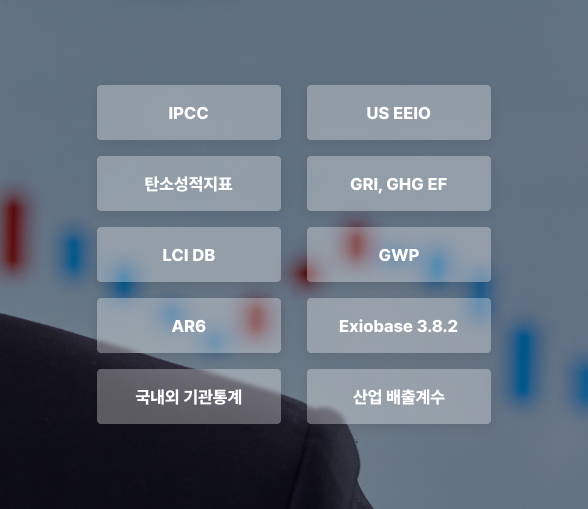 IPCC
US EEIO
탄소성적지표
GRI, GHG EF
LCI DB
GWP
AR6
Exiobase 3.8.2
국내외 기관통계
산업 배출계수